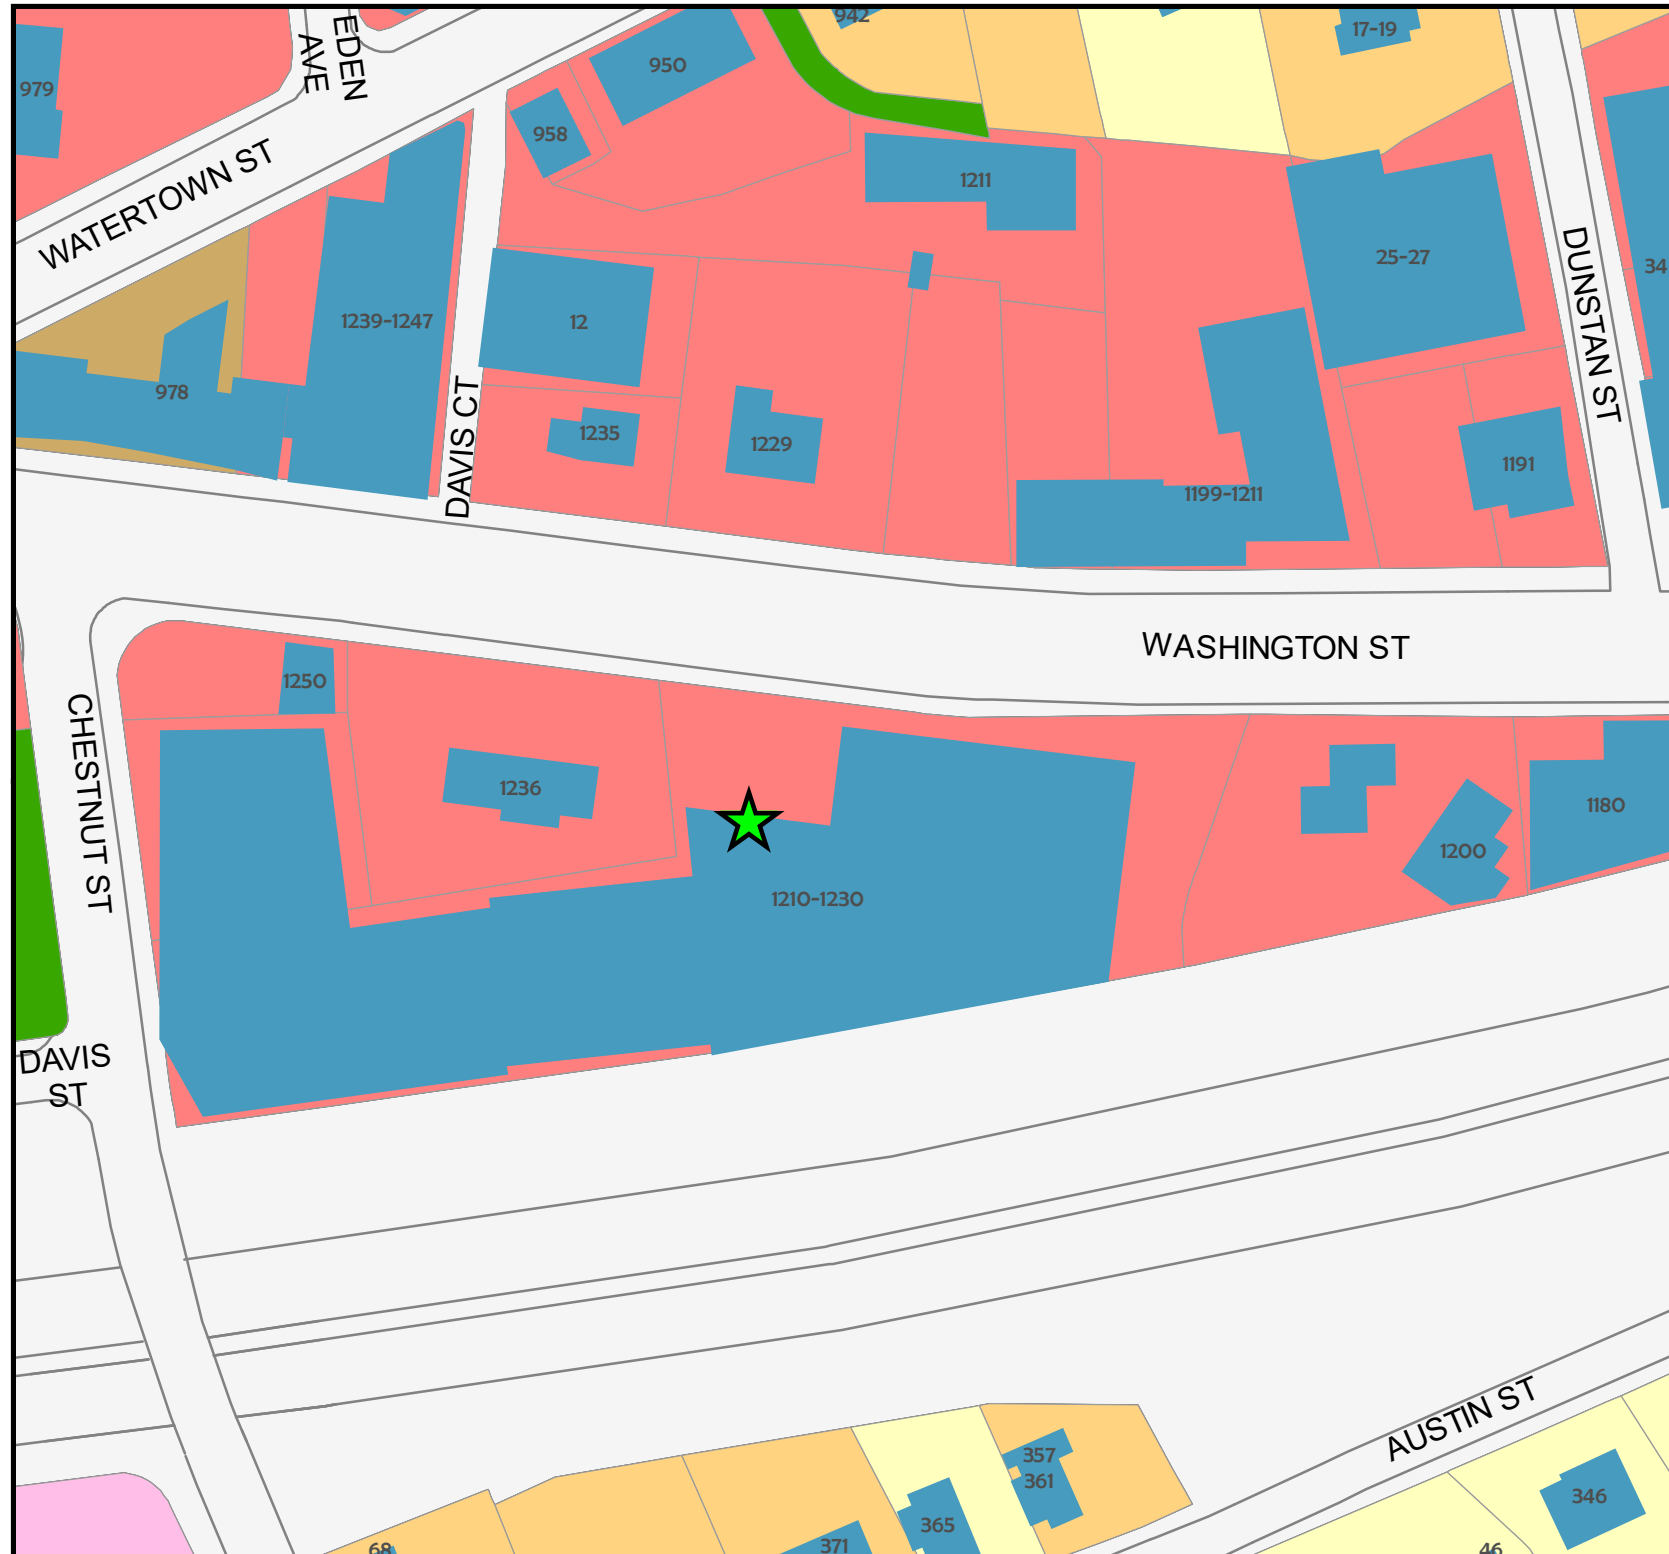 942
17-19
EDEN
AVE
950
979
958
WATERTOWN ST
1211
25-27
34
DUNSTAN ST
1239-1247
12
978
DAVIS CT
1235
1229
1191
1199-1211
WASHINGTON ST
1250
CHESTNUT ST
1236
1180
1200
1210-1230
DAVIS
ST
AUSTIN ST
357
361
346
365
371
68
46